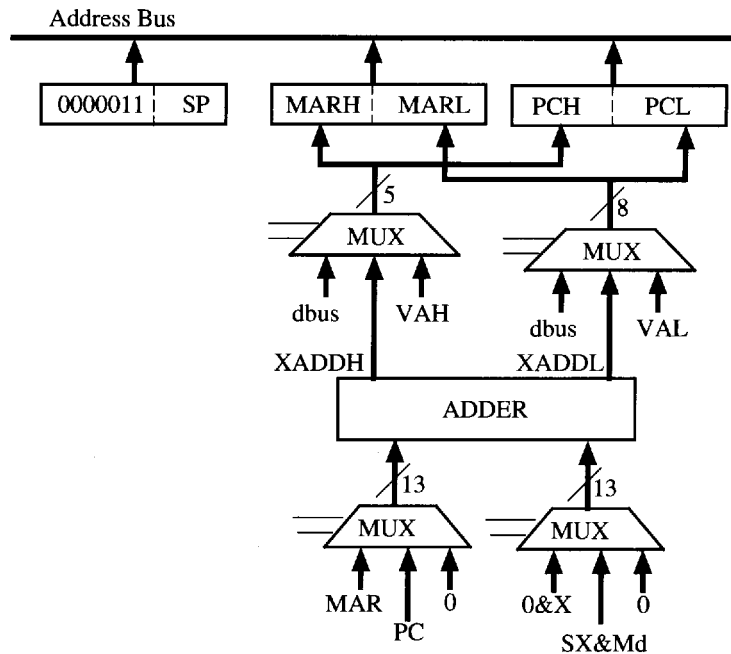 Address Bus
0000011 SP
MARH MARL
PCH PCL
5
8
MUX
MUX
dbus
VAH
dbus
VAL
XADDH
XADDL
ADDER
13
13
MUX
MUX
MAR
PC
0
0&X
SX&Md
0